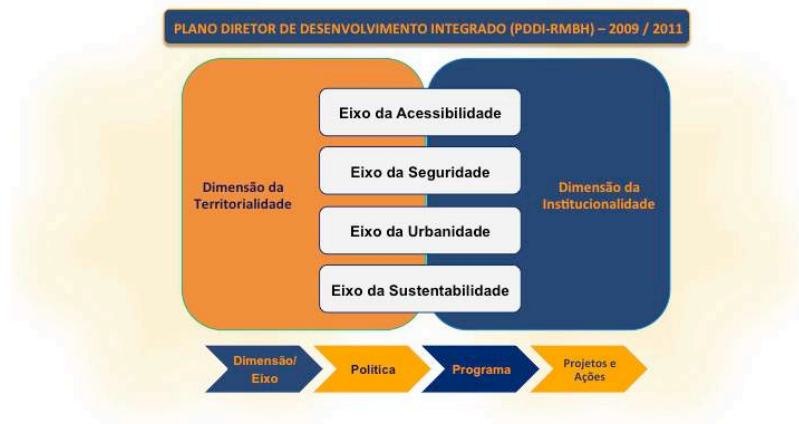 PLANO DIRETOR DE DESENVOLVIMENTO INTEGRADO (PDDI-RMBH) – 2009 / 2011
Eixo da Acessibilidade
Eixo da Seguridade
Dimensão da
Territorialidade
Dimensão da
Institucionalidade
Eixo da Urbanidade
Eixo da Sustentabilidade
Dimensão/
Eixo
Política
Programa
Projetos e
Ações